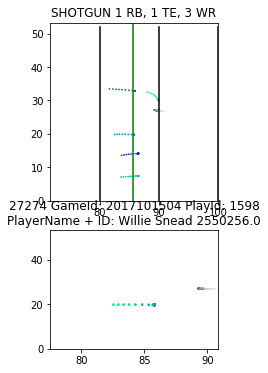 SHOTGUN 1 RB, 1 TE, 3 WR
50
40
30
20
10
0
80 90 100
27274 GameId: 2017101504 PlayId: 1598
PlayerName + ID: Willie Snead 2550256.0
40
20
0
80 85 90